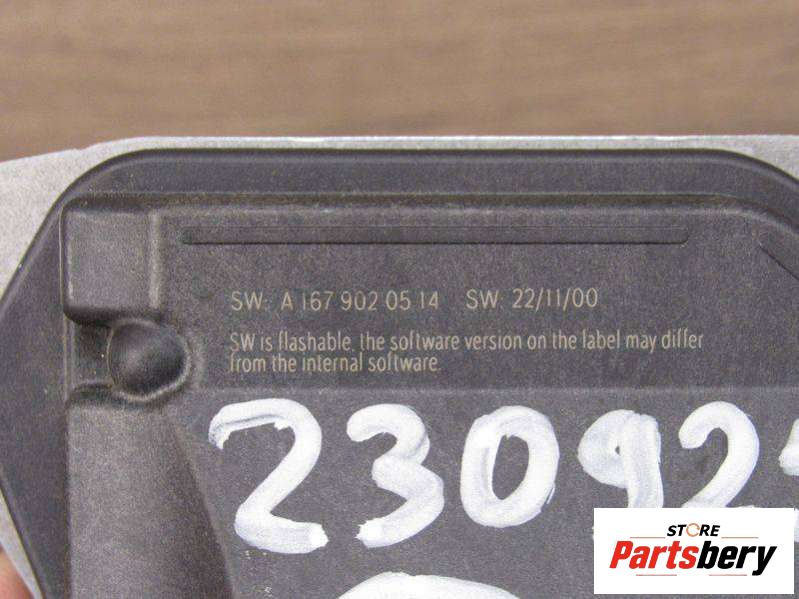 SW: A 167 902 05 14 SW: 22/11/00
SW is flashable, the software version on the label may differ
from the internal software.
23092
STORE
Partsbery